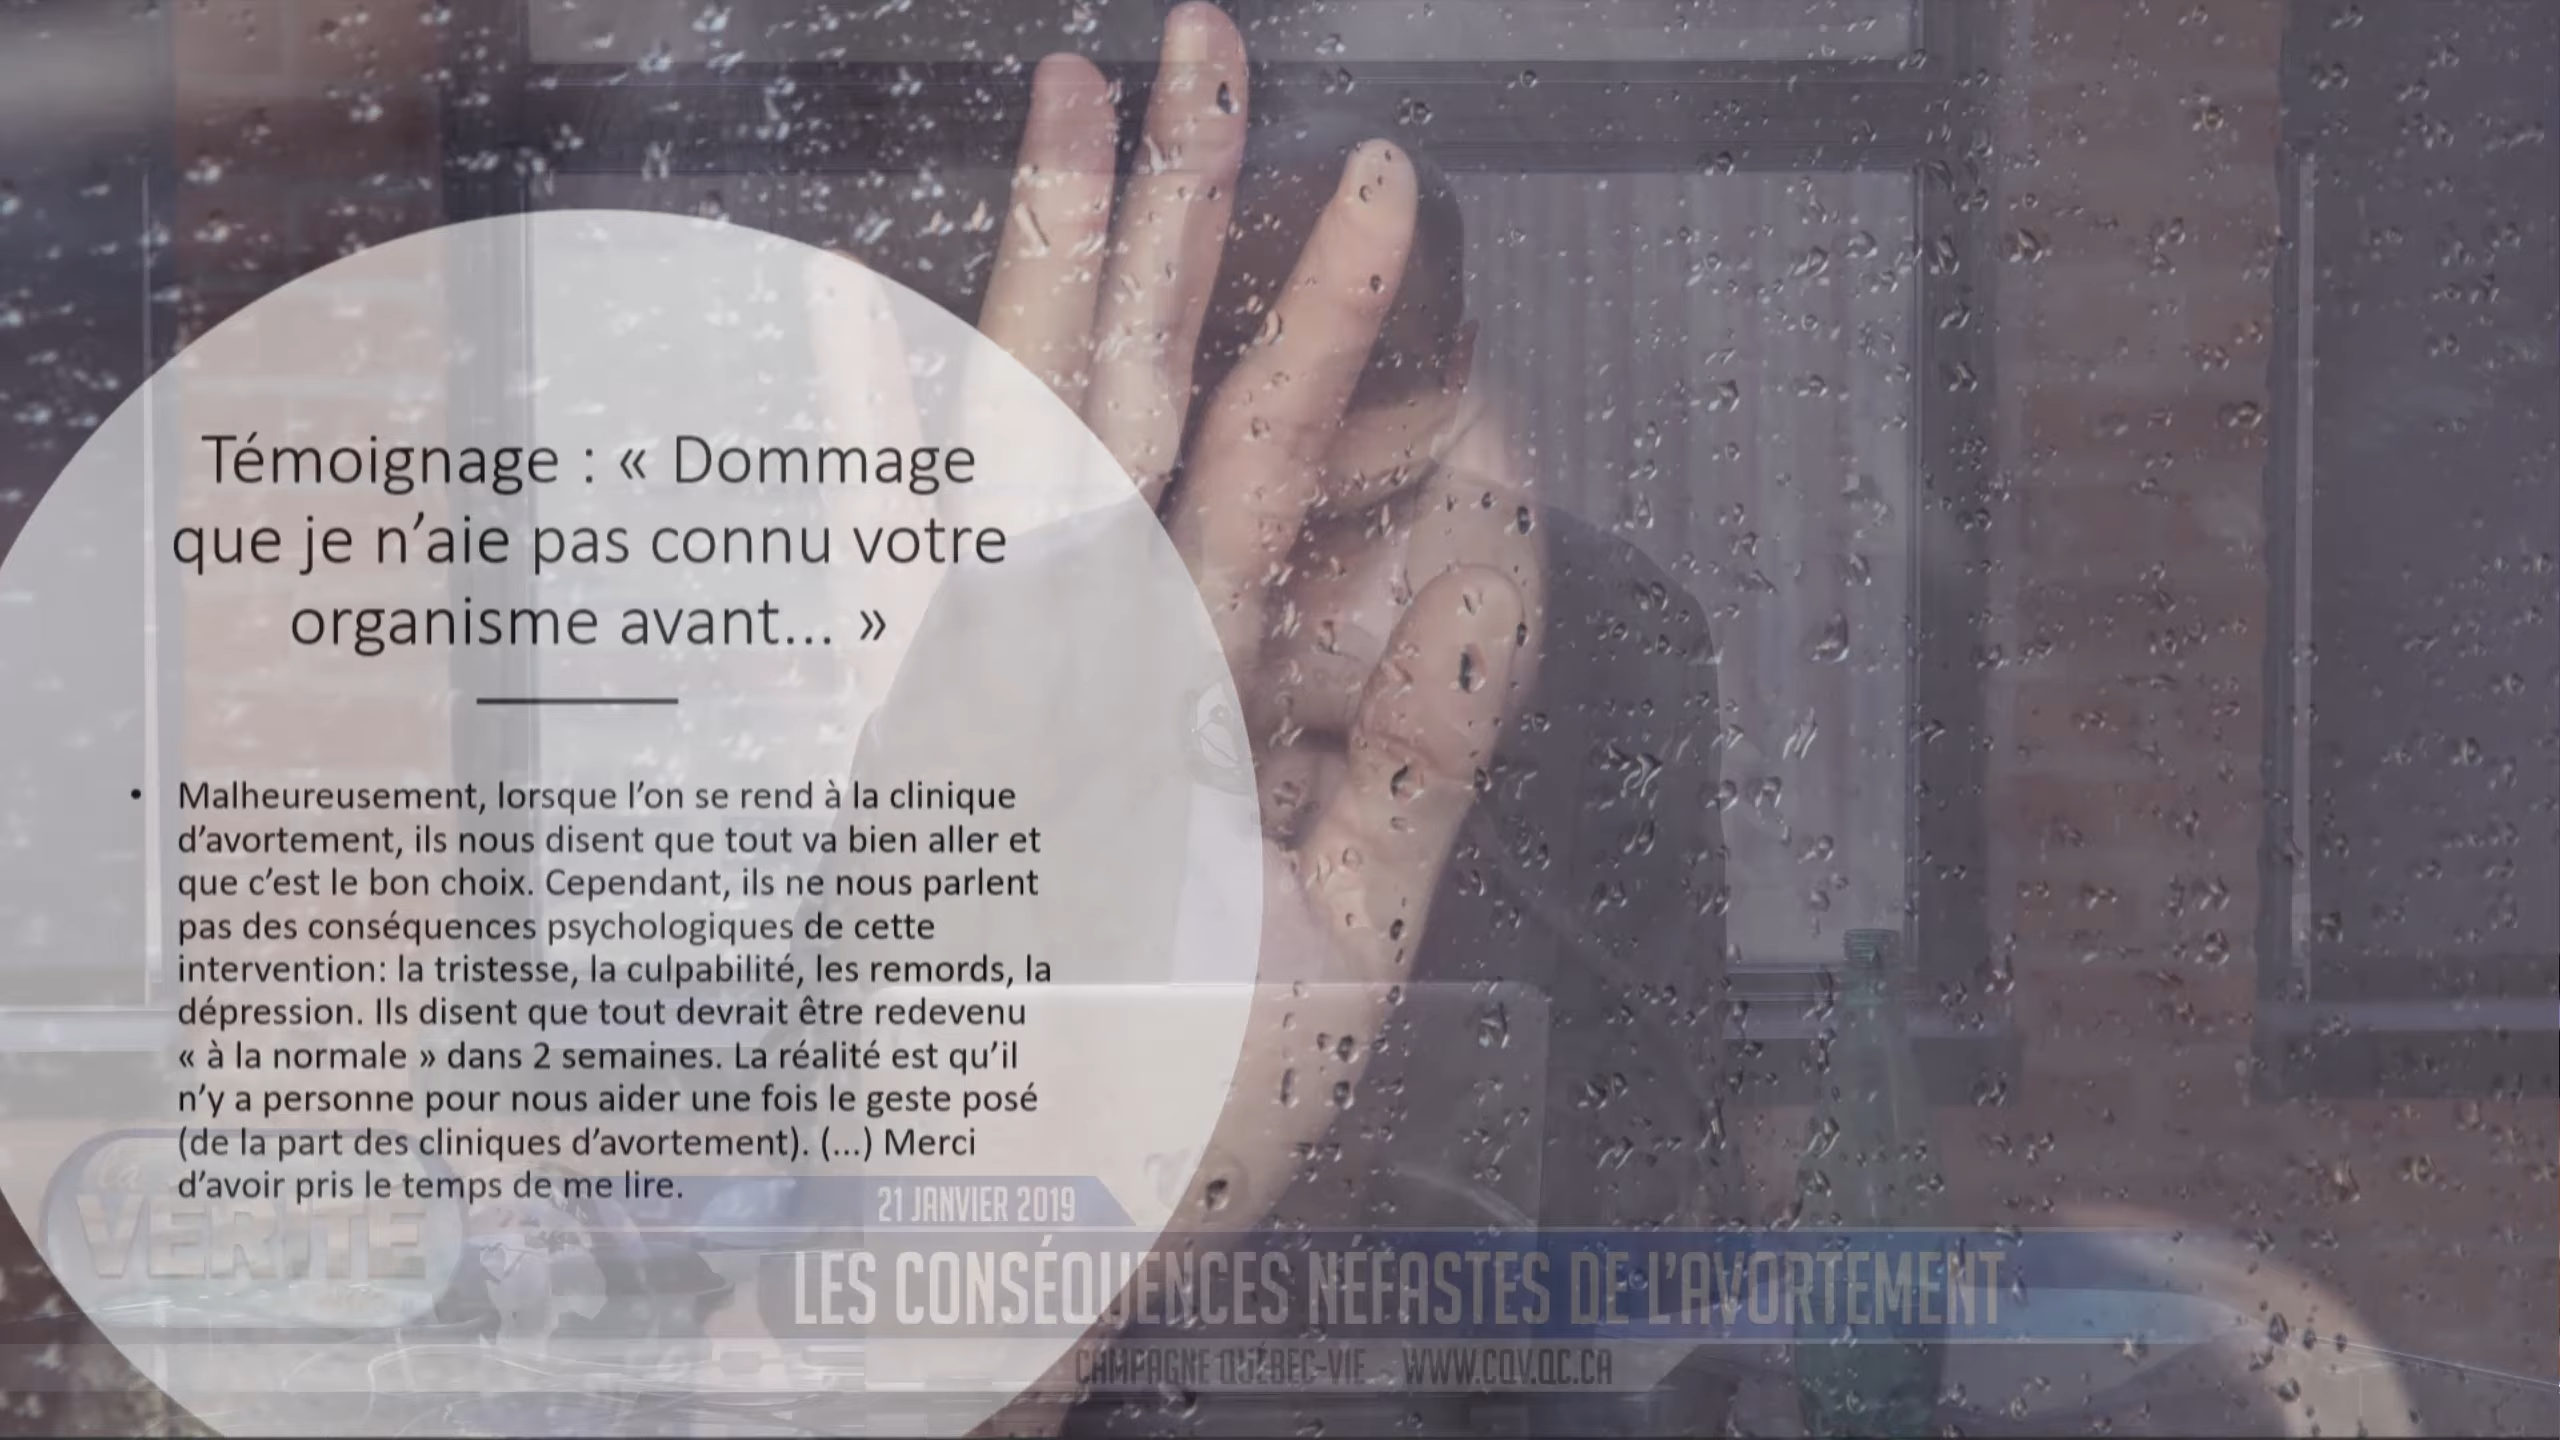 Témoignage : « Dommage
que je n’aie pas connu votre
organisme avant... »
• Malheureusement, lorsque l’on se rend à la clinique
d’avortement, ils nous disent que tout va bien aller et
que c’est le bon choix. Cependant, ils ne nous parlent
pas des conséquences psychologiques de cette
intervention: la tristesse, la culpabilité, les remords, la
dépression. Ils disent que tout devrait être redevenu
« à la normale » dans 2 semaines. La réalité est qu’il
n’y a personne pour nous aider une fois le geste posé
(de la part des cliniques d’avortement). (...) Merci
d’avoir pris le temps de me lire.
la
VÉRITÉ
21 JANVIER 2019
LES CONSÉQUENCES NÉFASTES DE L’AVORTEMENT
CAMPAGNE QUÉBEC-VIE WWW.CQV.QC.CA